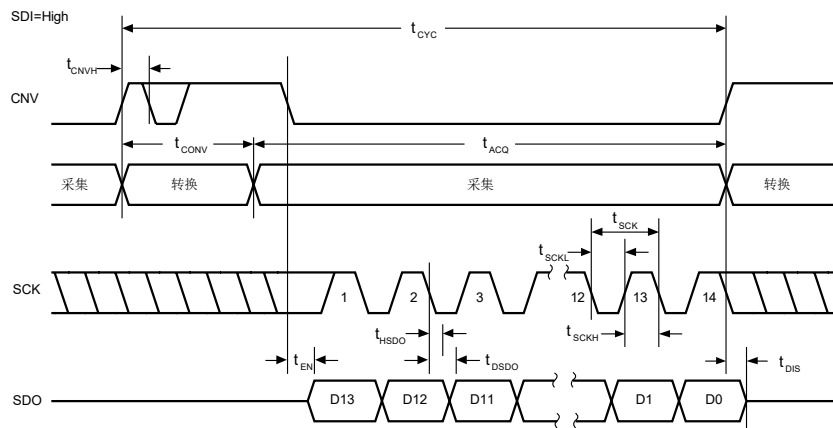 SDI=High
tCYC
tCNVH
CNV
tCONV
tACQ
采集 转换 采集 转换
tSCK
tSCKL
SCK 1 2 3 12 13 14
tHSDO
tSCKH
tEN
tDSDO
tDIS
SDO D13 D12 D11 D1 D0